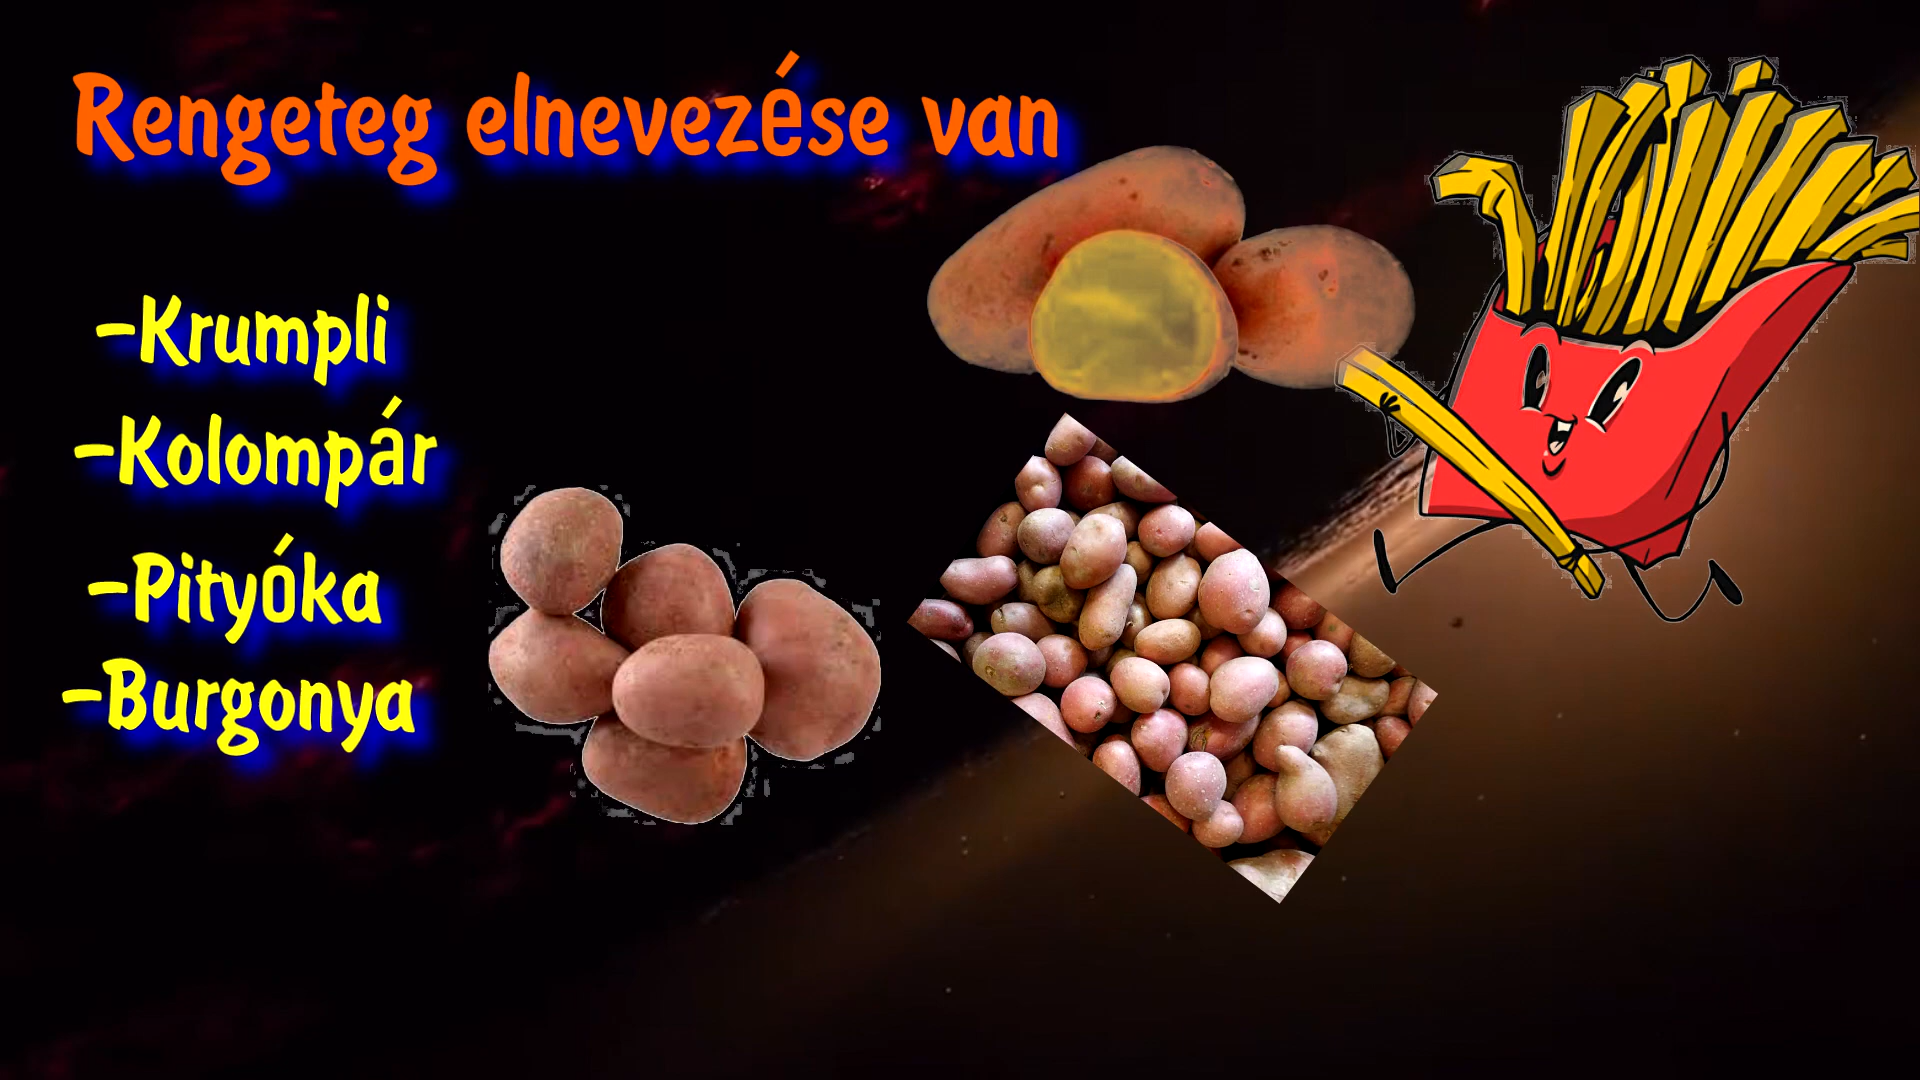 Rengeteg elnevezése van
-Krumpli
-Kolompár
-Pityóka
-Burgonya